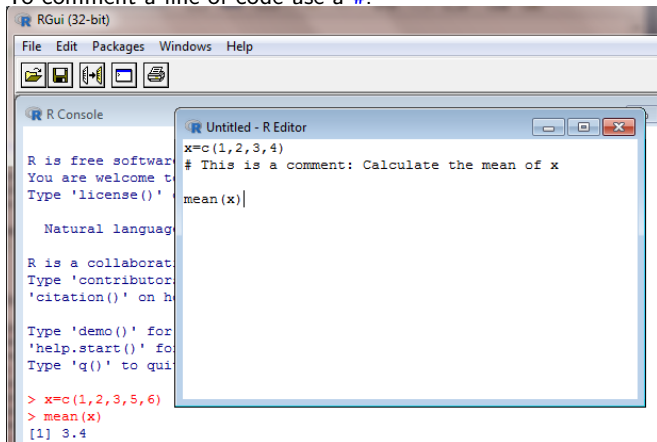 To comment a line of code use a #.
RGui (32-bit)
File Edit Packages Windows Help
R Console
R is free softwar
You are welcome t
Type 'license()'
Natural languag
R is a collaborat
Type 'contributor
'citation()' on h
Type 'demo()' for
'help.start()' fo
Type 'q()' to qui
> x=c(1,2,3,5,6)
> mean(x)
[1] 3.4
Untitled - R Editor
x=c(1,2,3,4)
# This is a comment: Calculate the mean of x
mean(x)